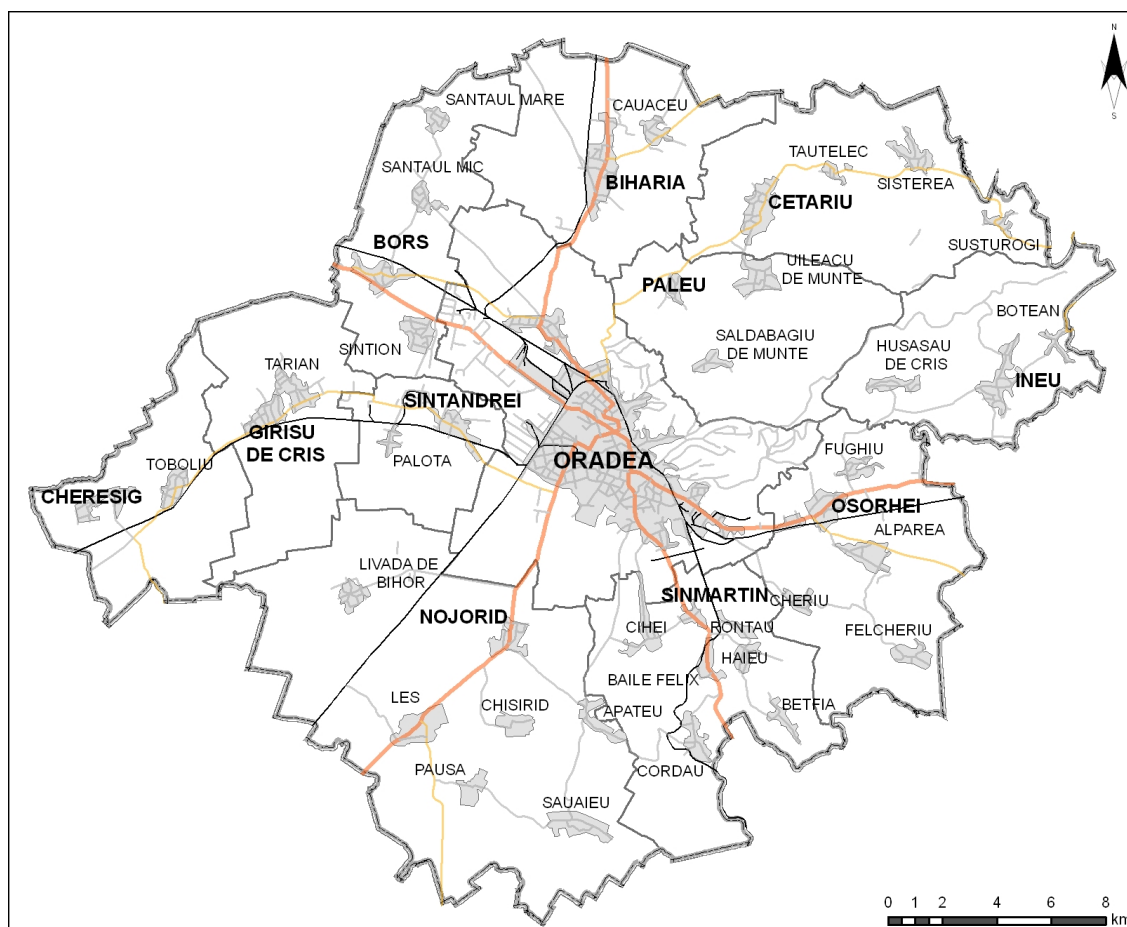 N
S
SANTAUL MARE
CAUACEU
TAUTELEC
SANTAUL MIC
BIHARIA
SISTEREA
CETARIU
BORS
SUSTUROGI
UILEACU
DE MUNTE
PALEU
BOTEAN
SALDABAGIU
DE MUNTE
HUSASAU
DE CRIS
SINTION
TARIAN
INEU
SINTANDREI
GIRISU
DE CRIS
FUGHIU
ORADEA
PALOTA
TOBOLIU
CHERESIG
OSORHEI
ALPAREA
LIVADA DE
BIHOR
SINMARTIN
CHERIU
NOJORID
CIHEI
RONTAU
FELCHERIU
HAIEU
BAILE FELIX
LES
CHISIRID
APATEU
BETFIA
PAUSA
CORDAU
SAUAIEU
0 1 2 4 6 8
km